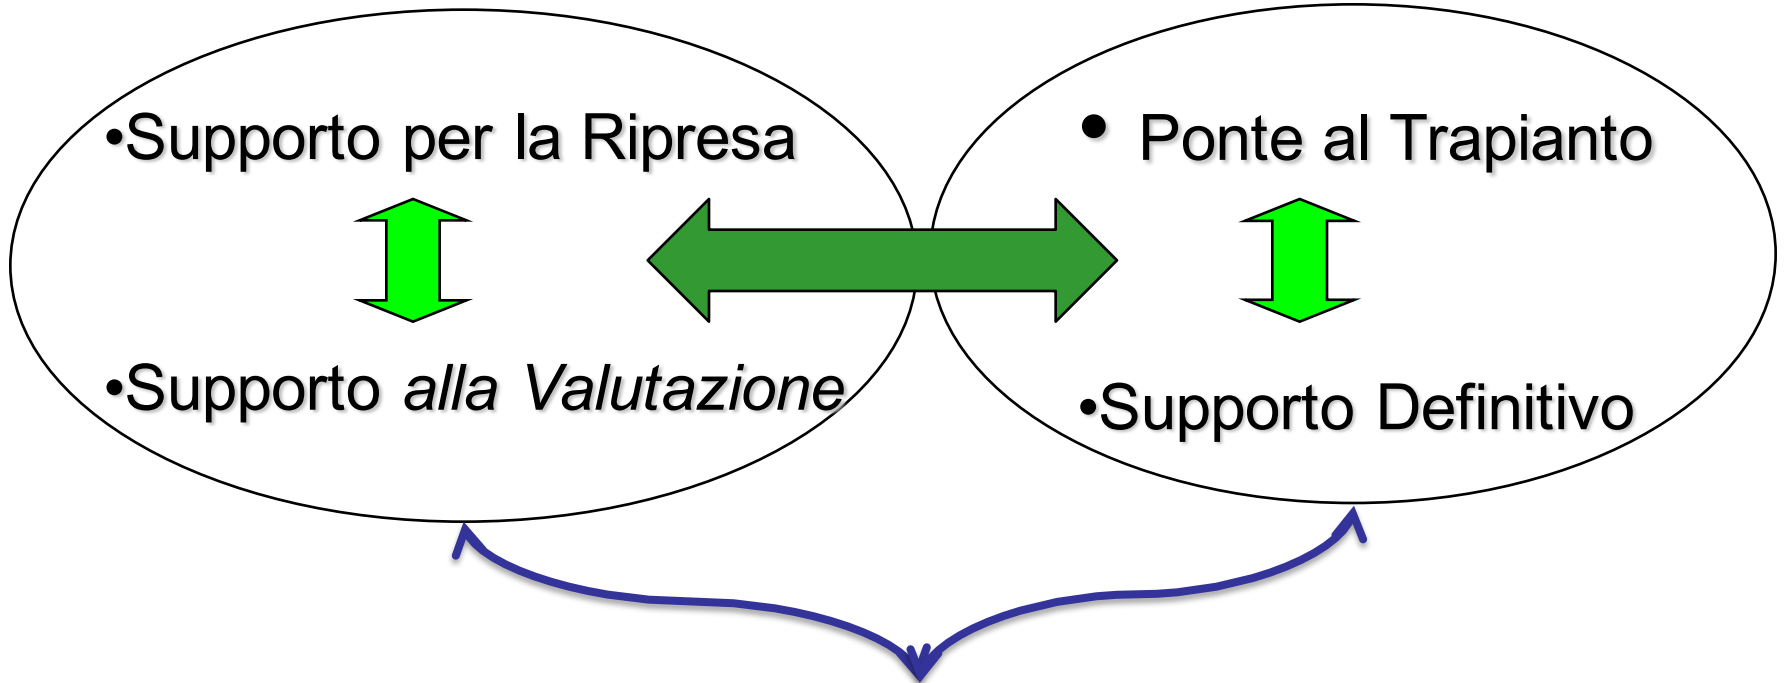 •Supporto per la Ripresa
• Ponte al Trapianto
•Supporto alla Valutazione
•Supporto Definitivo